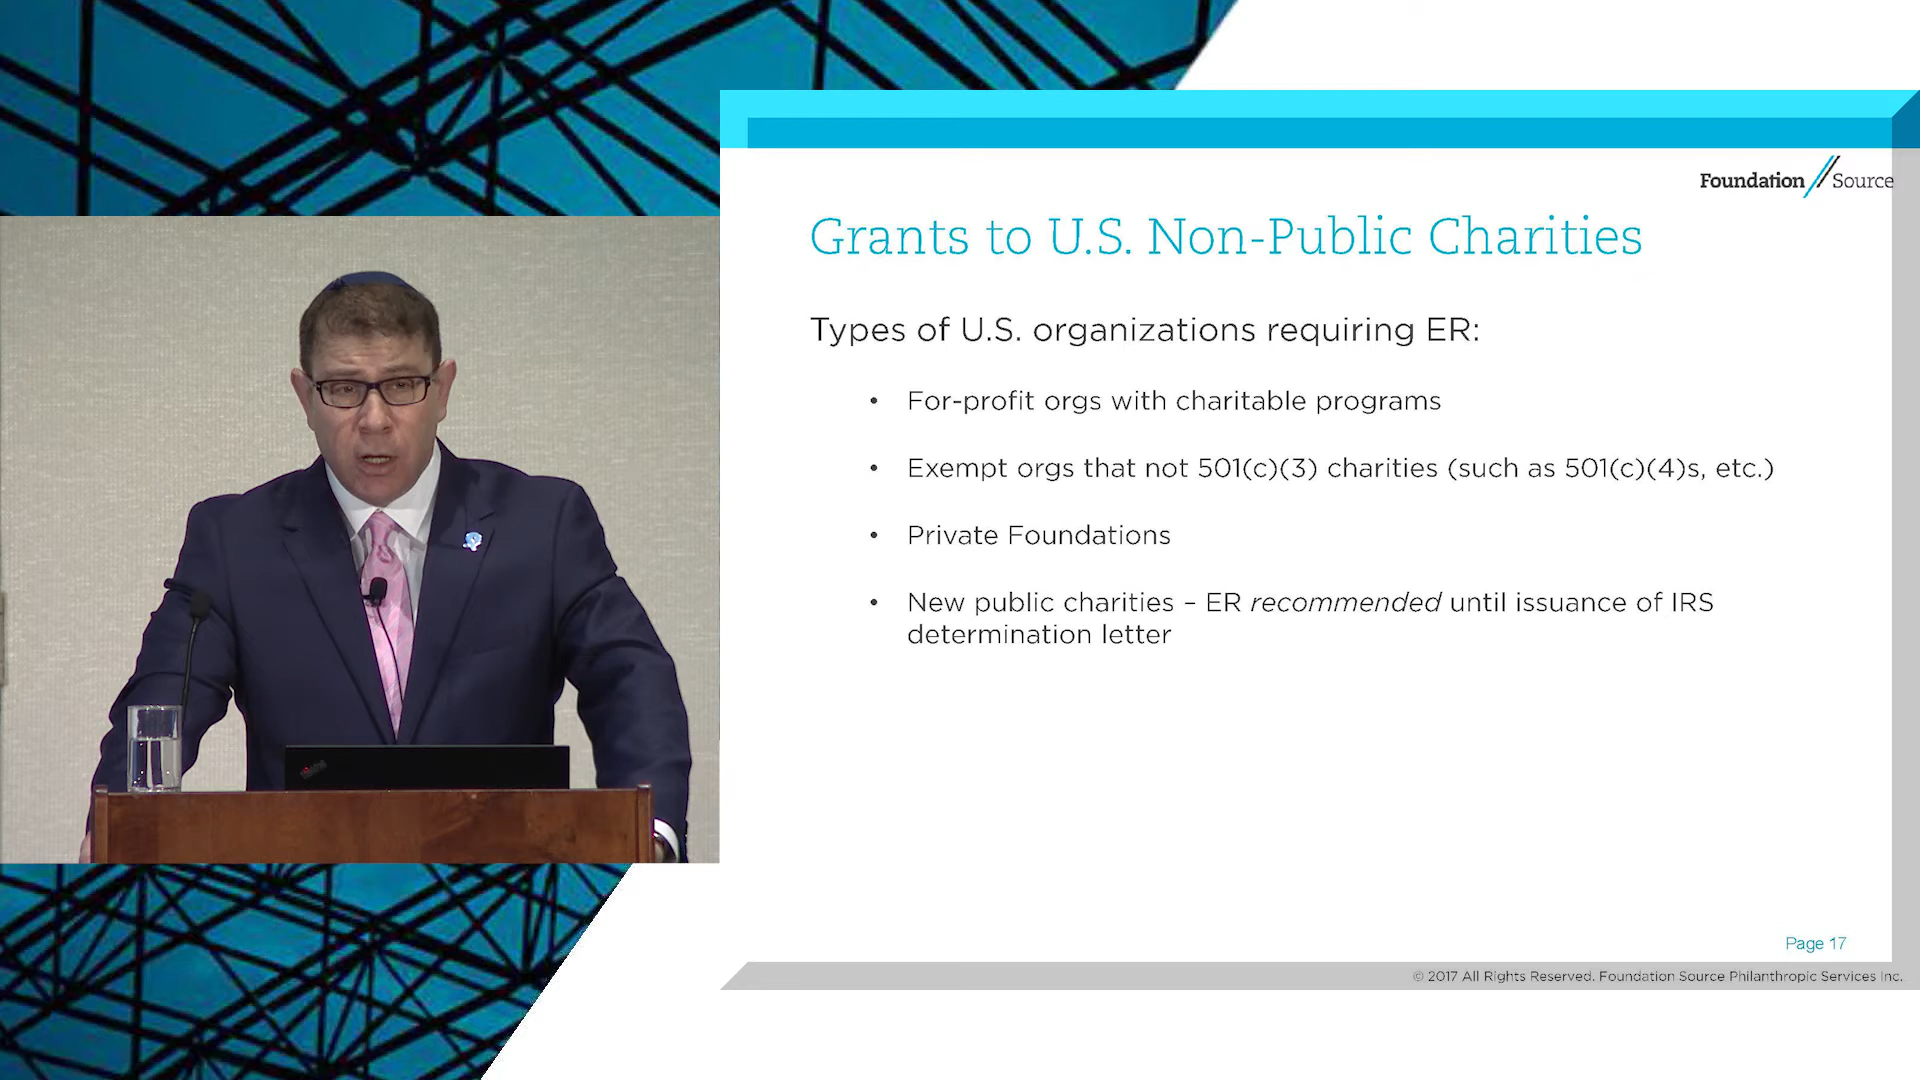 Foundation Source
Grants to U.S. Non-Public Charities
Types of U.S. organizations requiring ER:
• For-profit orgs with charitable programs
• Exempt orgs that not 501(c)(3) charities (such as 501(c)(4)s, etc.)
• Private Foundations
• New public charities – ER recommended until issuance of IRS
determination letter
Page 17
© 2017 All Rights Reserved. Foundation Source Philanthropic Services Inc.